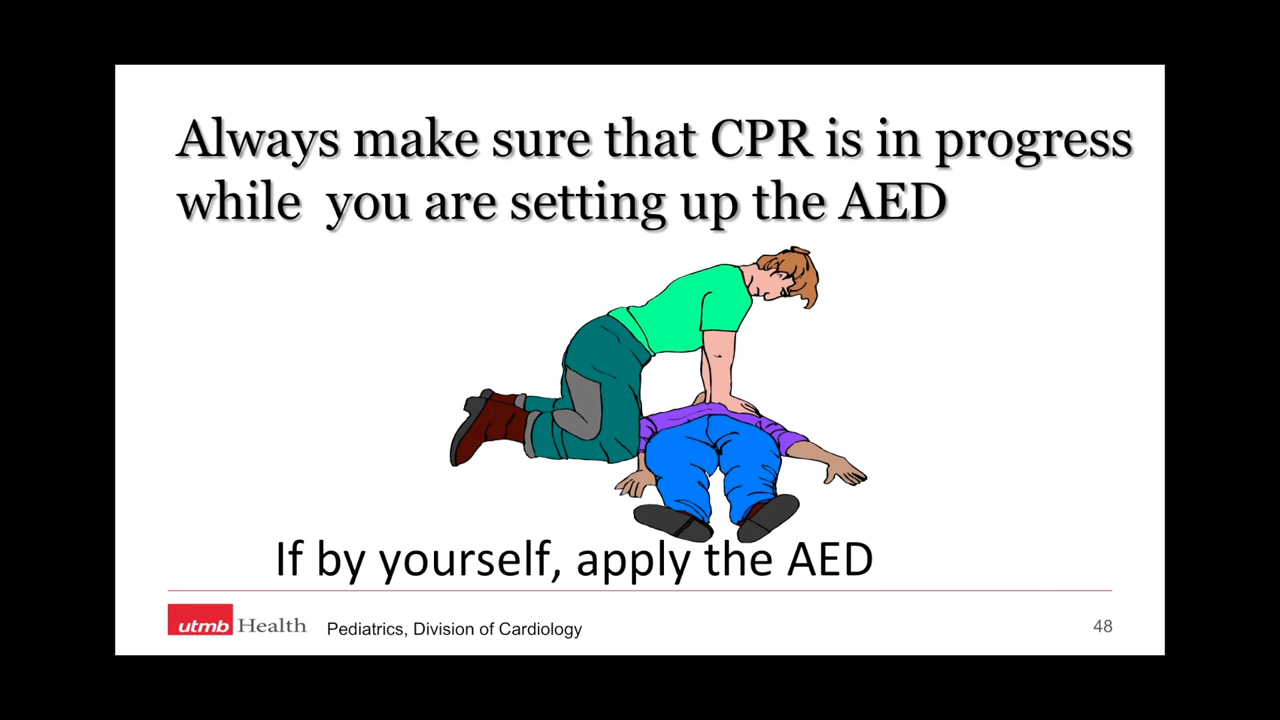 Always make sure that CPR is in progress
while you are setting up the AED
If by yourself, apply the AED
utmb Health
Pediatrics, Division of Cardiology
48